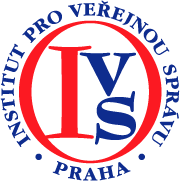 INSTITUT PRO VEŘEJNOU SPRÁVU
IVS
• PRAHA •